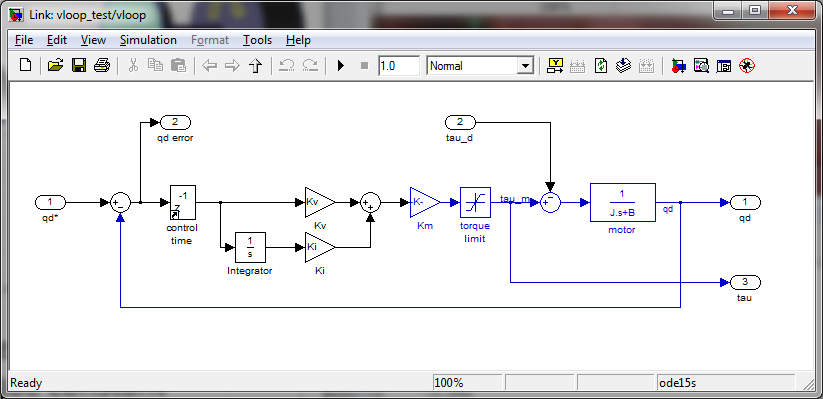 Link: vloop_test/vloop
File Edit View Simulation Format Tools Help
1.0 Normal
2
qd error
2
tau_d
1
qd*
-1
z
control
time
Kv
Kv
K-
Km
torque
limit
tau_m
1
J.s+B
motor
qd
1
qd
1
s
Integrator
Ki
Ki
3
tau
Ready 100% ode15s